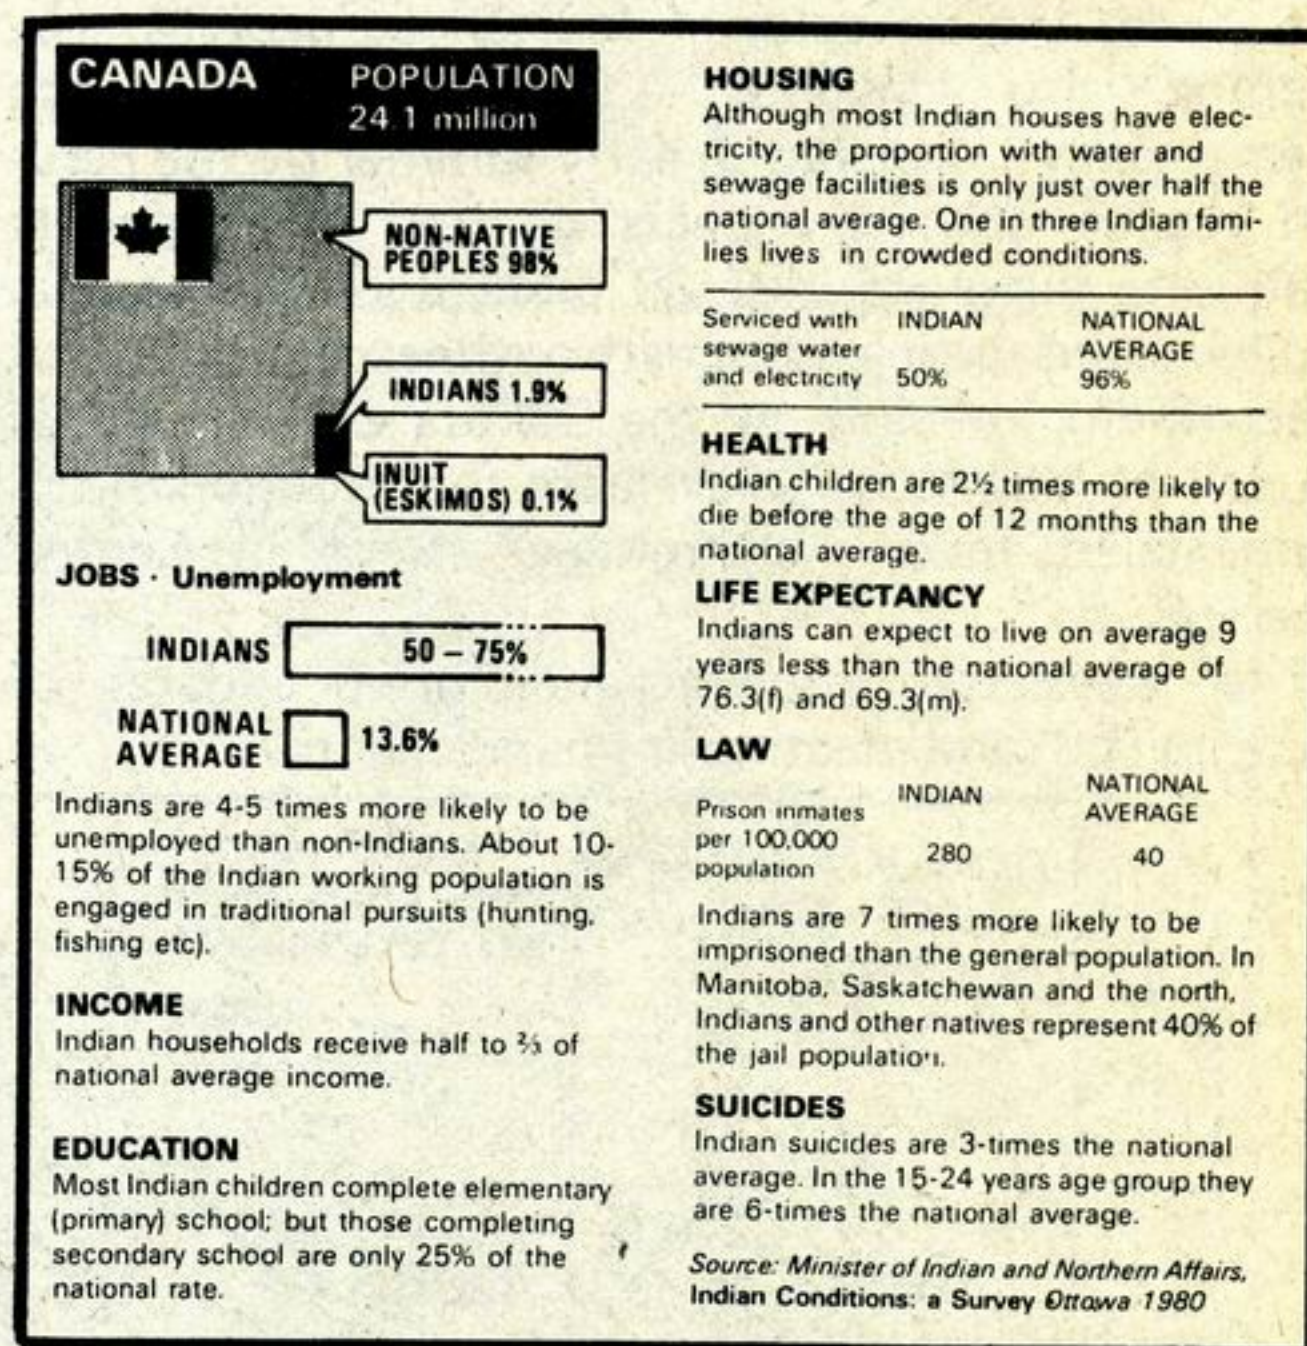 CANADA POPULATION
24.1 million
NON-NATIVE
PEOPLES 98%
INDIANS 1.9%
INUIT
(ESKIMOS) 0.1%
JOBS · Unemployment
INDIANS 50 – 75%
NATIONAL
AVERAGE 13.6%
Indians are 4-5 times more likely to be
unemployed than non-Indians. About 10-
15% of the Indian working population is
engaged in traditional pursuits (hunting,
fishing etc).
INCOME
Indian households receive half to ⅔ of
national average income.
EDUCATION
Most Indian children complete elementary
(primary) school; but those completing
secondary school are only 25% of the
national rate.
HOUSING
Although most Indian houses have elec-
tricity, the proportion with water and
sewage facilities is only just over half the
national average. One in three Indian fami-
lies lives in crowded conditions.
Serviced with INDIAN NATIONAL
sewage water AVERAGE
and electricity 50% 96%
HEALTH
Indian children are 2½ times more likely to
die before the age of 12 months than the
national average.
LIFE EXPECTANCY
Indians can expect to live on average 9
years less than the national average of
76.3(f) and 69.3(m).
LAW
INDIAN NATIONAL
Prison inmates AVERAGE
per 100,000
population 280 40
Indians are 7 times more likely to be
imprisoned than the general population. In
Manitoba, Saskatchewan and the north,
Indians and other natives represent 40% of
the jail population.
SUICIDES
Indian suicides are 3-times the national
average. In the 15-24 years age group they
are 6-times the national average.
Source: Minister of Indian and Northern Affairs,
Indian Conditions: a Survey Ottawa 1980